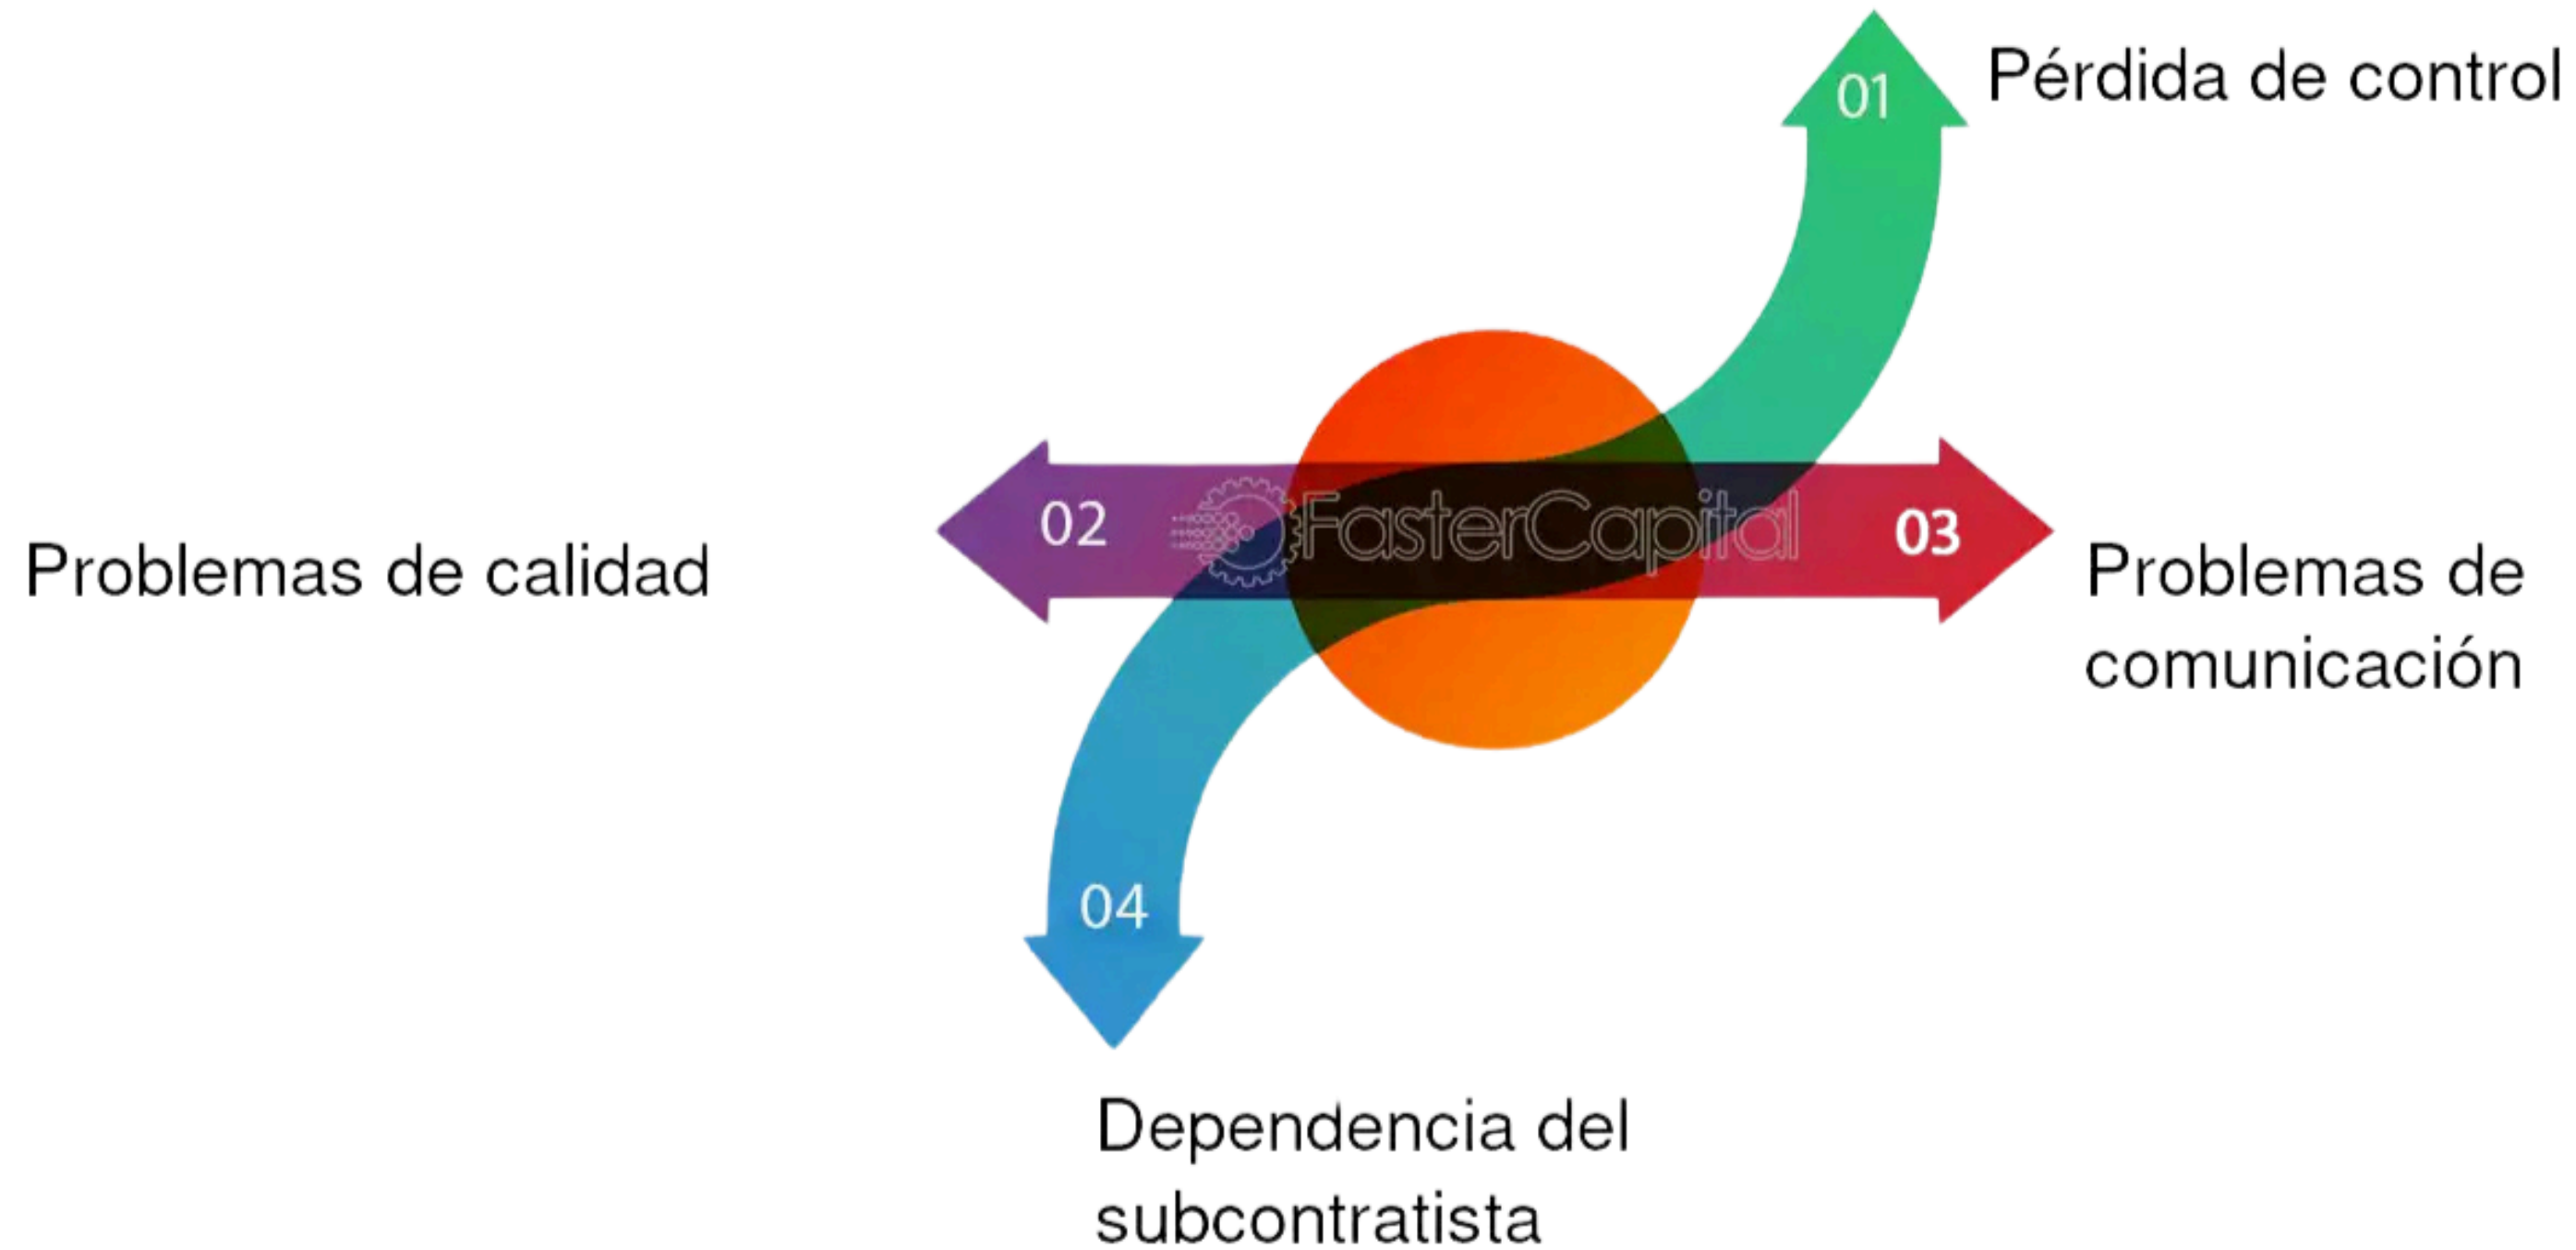 01
Pérdida de control
02
FasterCapital
03
Problemas de calidad
Problemas de
comunicación
04
Dependencia del
subcontratista